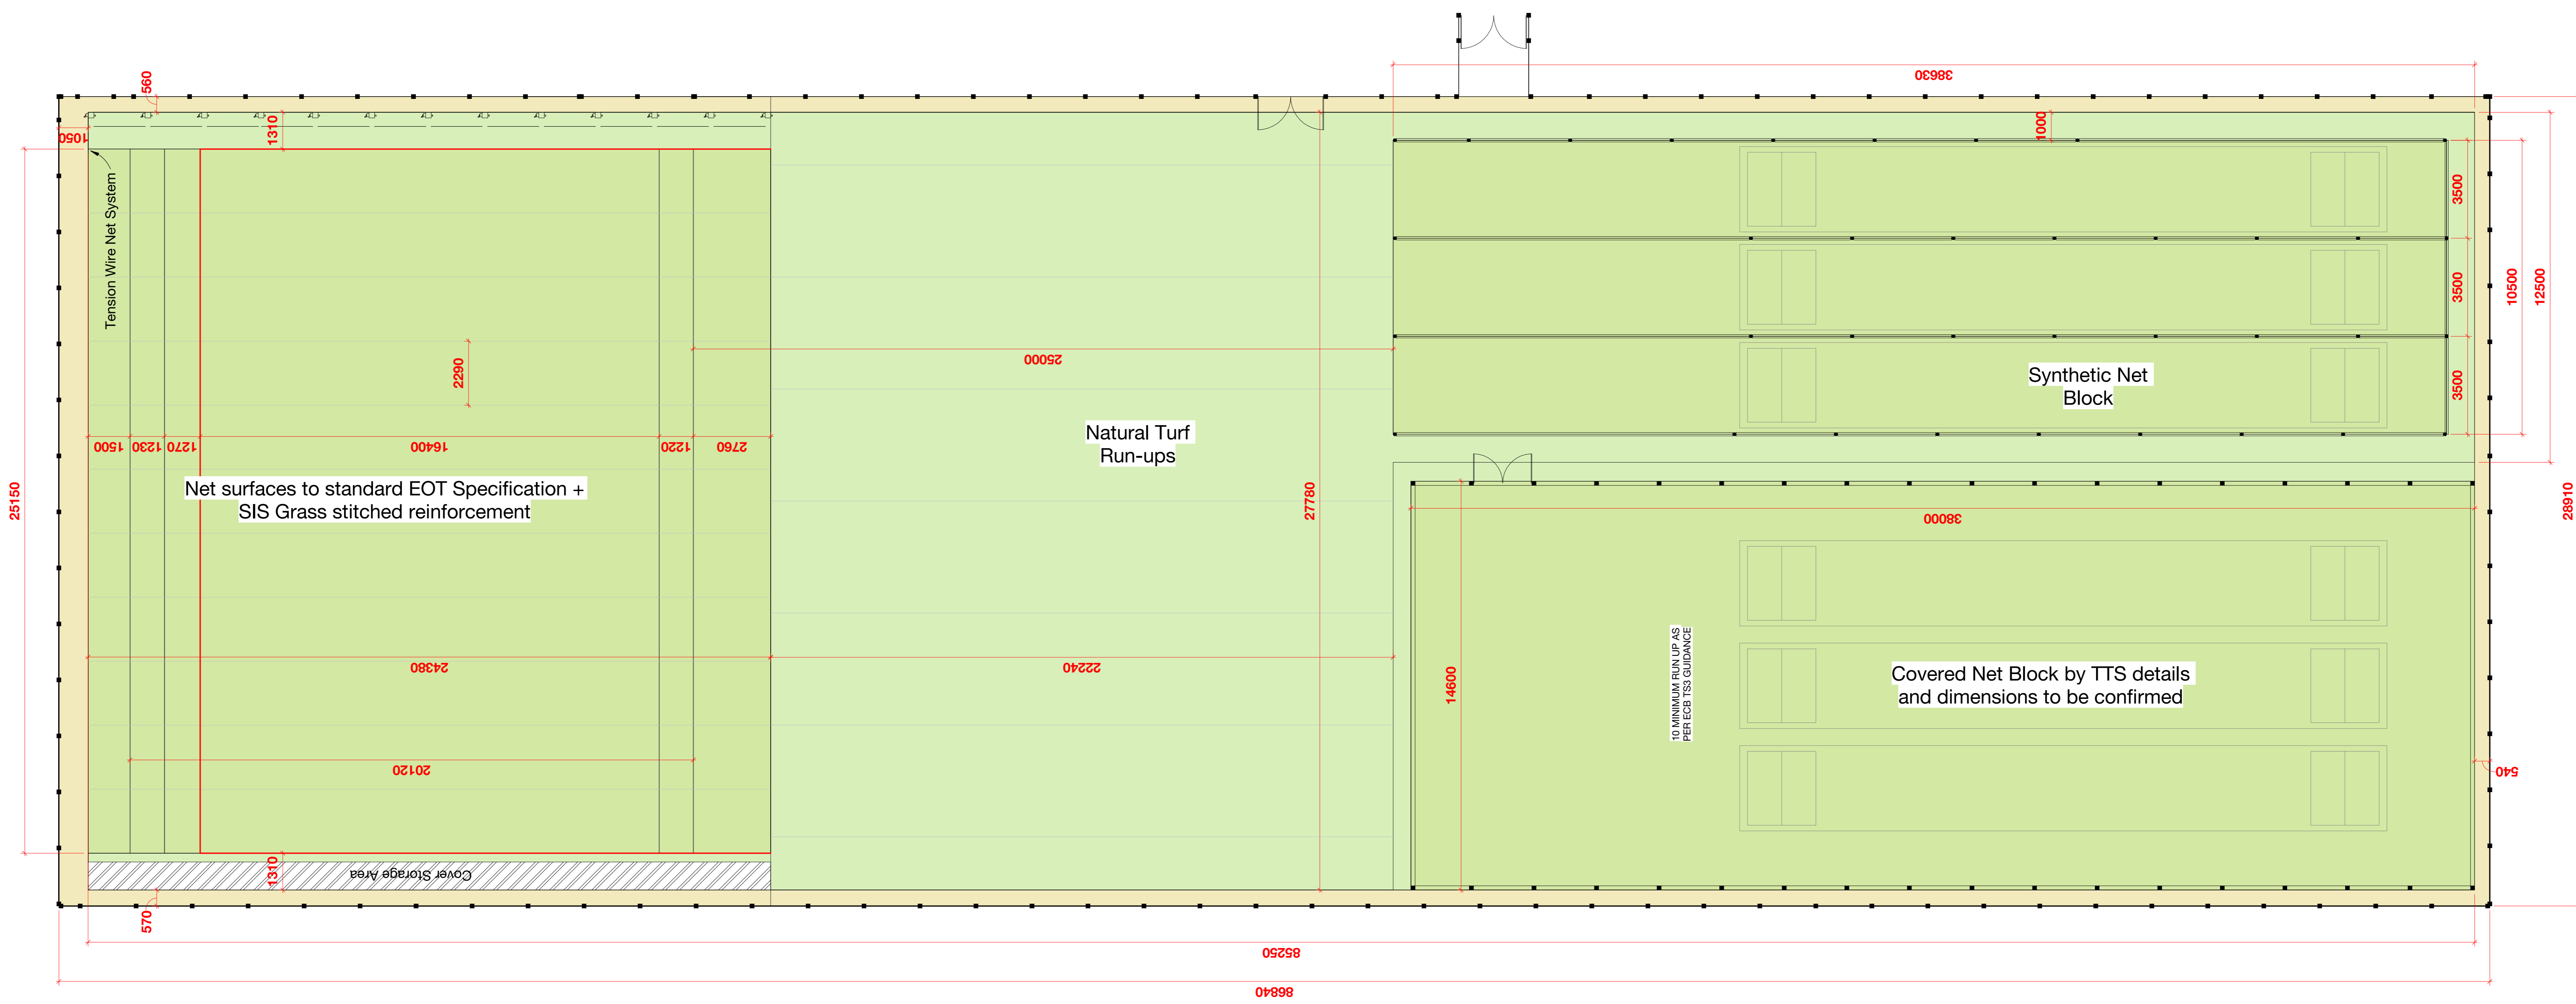 38630
560
1310
1050
1000
Tension Wire Net System
3500
3500
3500
10500
12500
28910
25000
2290
Synthetic Net
Block
Natural Turf
Run-ups
1500
1230
1270
16400
1220
2760
Net surfaces to standard EOT Specification +
SIS Grass stitched reinforcement
25150
27780
38000
24380
22240
14600
10 MINIMUM RUN UP AS
PER ECB TS3 GUIDANCE
Covered Net Block by TTS details
and dimensions to be confirmed
20120
540
1310
Cover Storage Area
570
85250
86840